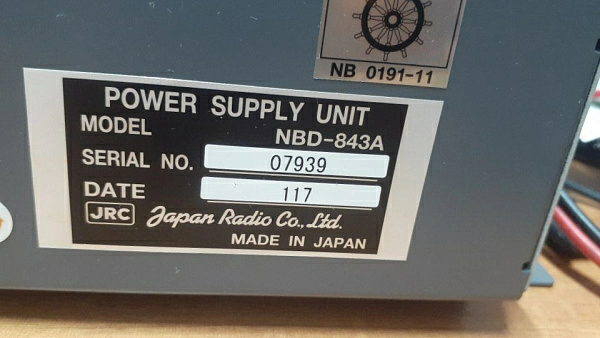 NB 0191-11
POWER SUPPLY UNIT
MODEL NBD-843A
SERIAL NO. 07939
DATE 117
JRC Japan Radio Co., Ltd.
MADE IN JAPAN